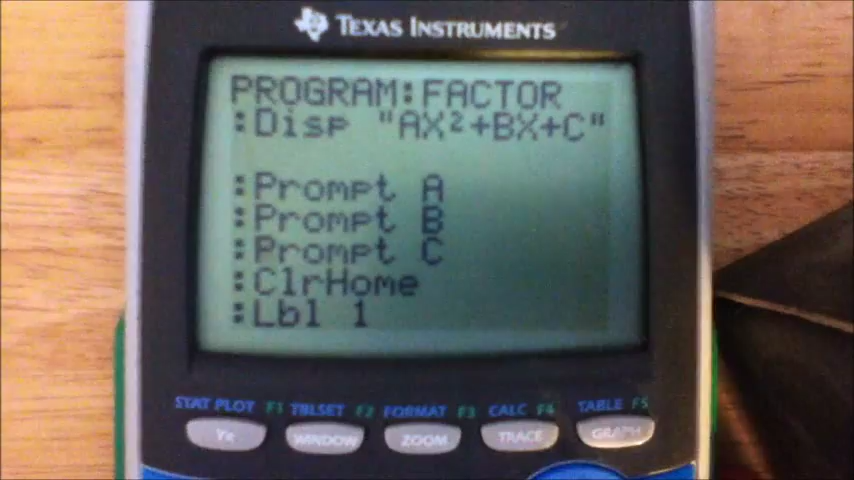 TEXAS INSTRUMENTS
PROGRAM:FACTOR
:Disp "AX²+BX+C"
:Prompt A
:Prompt B
:Prompt C
:ClrHome
:Lbl 1
STAT PLOT F1 TBLSET F2 FORMAT F3 CALC F4 TABLE F5
Y= WINDOW ZOOM TRACE GRAPH